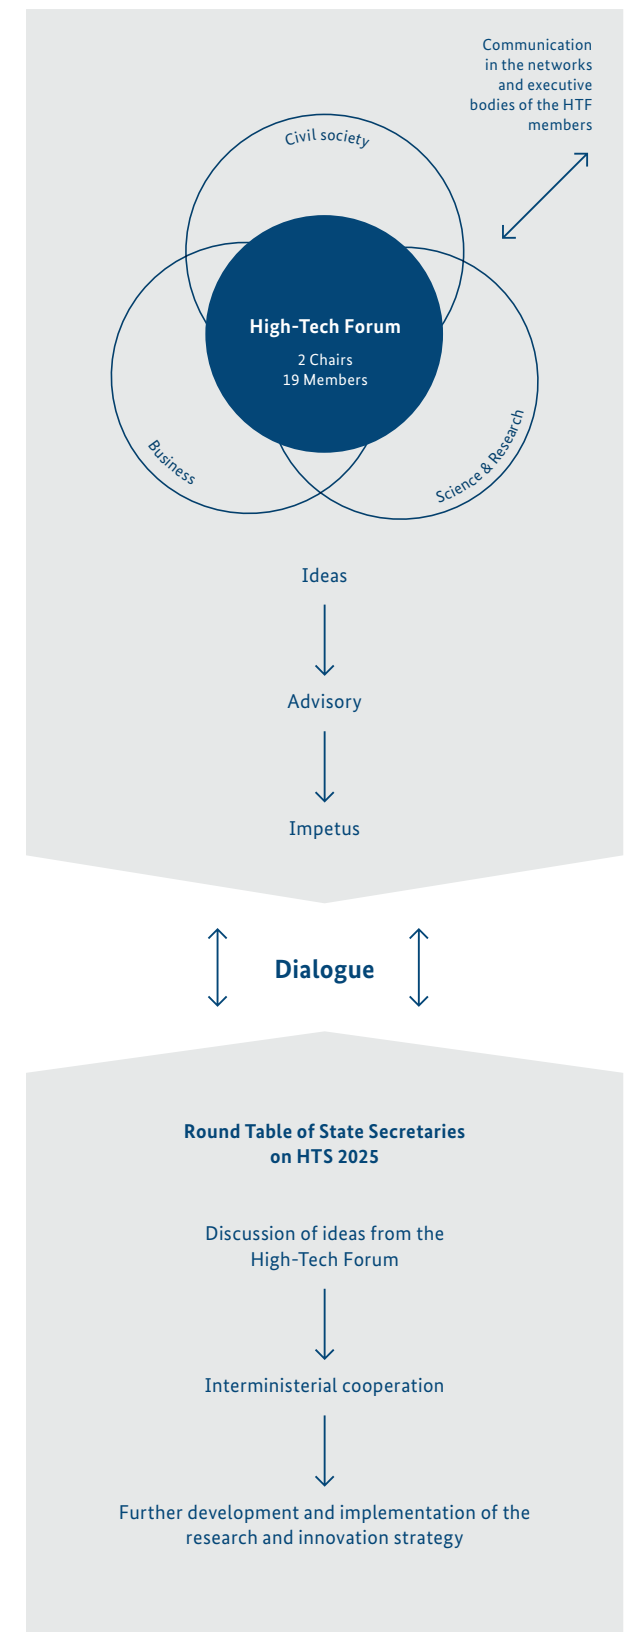 Communication
in the networks
and executive
bodies of the HTF
members
Civil society
High-Tech Forum
2 Chairs
19 Members
Business
Science & Research
Ideas
Advisory
Impetus
Dialogue
Round Table of State Secretaries
on HTS 2025
Discussion of ideas from the
High-Tech Forum
Interministerial cooperation
Further development and implementation of the
research and innovation strategy